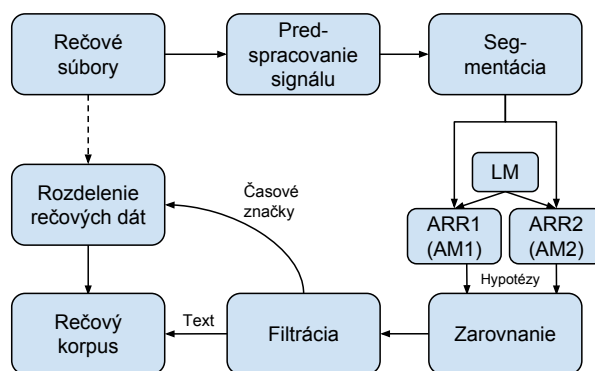 Rečové
súbory
Pred-
spracovanie
signálu
Seg-
mentácia
LM
Rozdelenie
rečových dát
Časové
značky
ARR1
(AM1)
ARR2
(AM2)
Hypotézy
Rečový
korpus
Text
Filtrácia
Zarovnanie